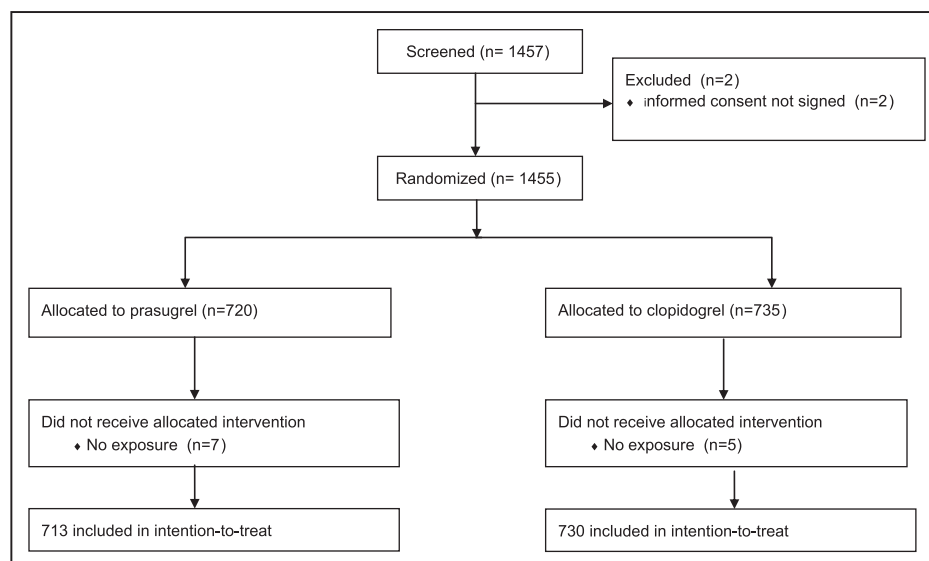 Screened (n= 1457)
Excluded (n=2)
♦ informed consent not signed (n=2)
Randomized (n= 1455)
Allocated to prasugrel (n=720)
Allocated to clopidogrel (n=735)
Did not receive allocated intervention
♦ No exposure (n=7)
Did not receive allocated intervention
♦ No exposure (n=5)
713 included in intention-to-treat
730 included in intention-to-treat